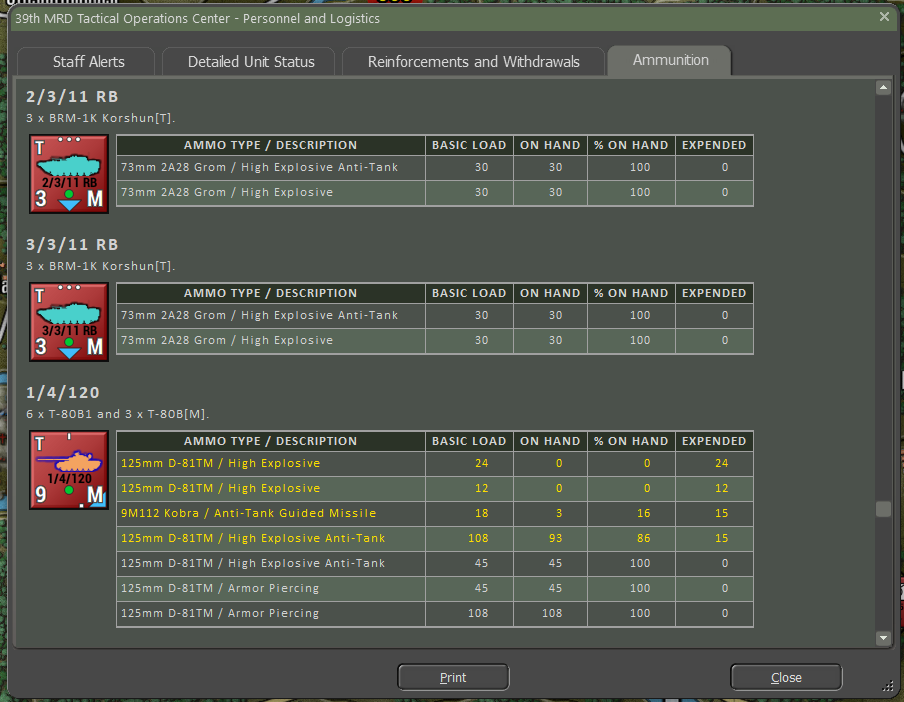 39th MRD Tactical Operations Center - Personnel and Logistics
Staff Alerts Detailed Unit Status Reinforcements and Withdrawals Ammunition
2/3/11 RB
3 x BRM-1K Korshun[T].
T
2/3/11 RB
3 M
AMMO TYPE / DESCRIPTION BASIC LOAD ON HAND % ON HAND EXPENDED
73mm 2A28 Grom / High Explosive Anti-Tank 30 30 100 0
73mm 2A28 Grom / High Explosive 30 30 100 0
3/3/11 RB
3 x BRM-1K Korshun[T].
T
3/3/11 RB
3 M
AMMO TYPE / DESCRIPTION BASIC LOAD ON HAND % ON HAND EXPENDED
73mm 2A28 Grom / High Explosive Anti-Tank 30 30 100 0
73mm 2A28 Grom / High Explosive 30 30 100 0
1/4/120
6 x T-80B1 and 3 x T-80B[M].
T
1/4/120
9 M
AMMO TYPE / DESCRIPTION BASIC LOAD ON HAND % ON HAND EXPENDED
125mm D-81TM / High Explosive 24 0 0 24
125mm D-81TM / High Explosive 12 0 0 12
9M112 Kobra / Anti-Tank Guided Missile 18 3 16 15
125mm D-81TM / High Explosive Anti-Tank 108 93 86 15
125mm D-81TM / High Explosive Anti-Tank 45 45 100 0
125mm D-81TM / Armor Piercing 45 45 100 0
125mm D-81TM / Armor Piercing 108 108 100 0
Print Close